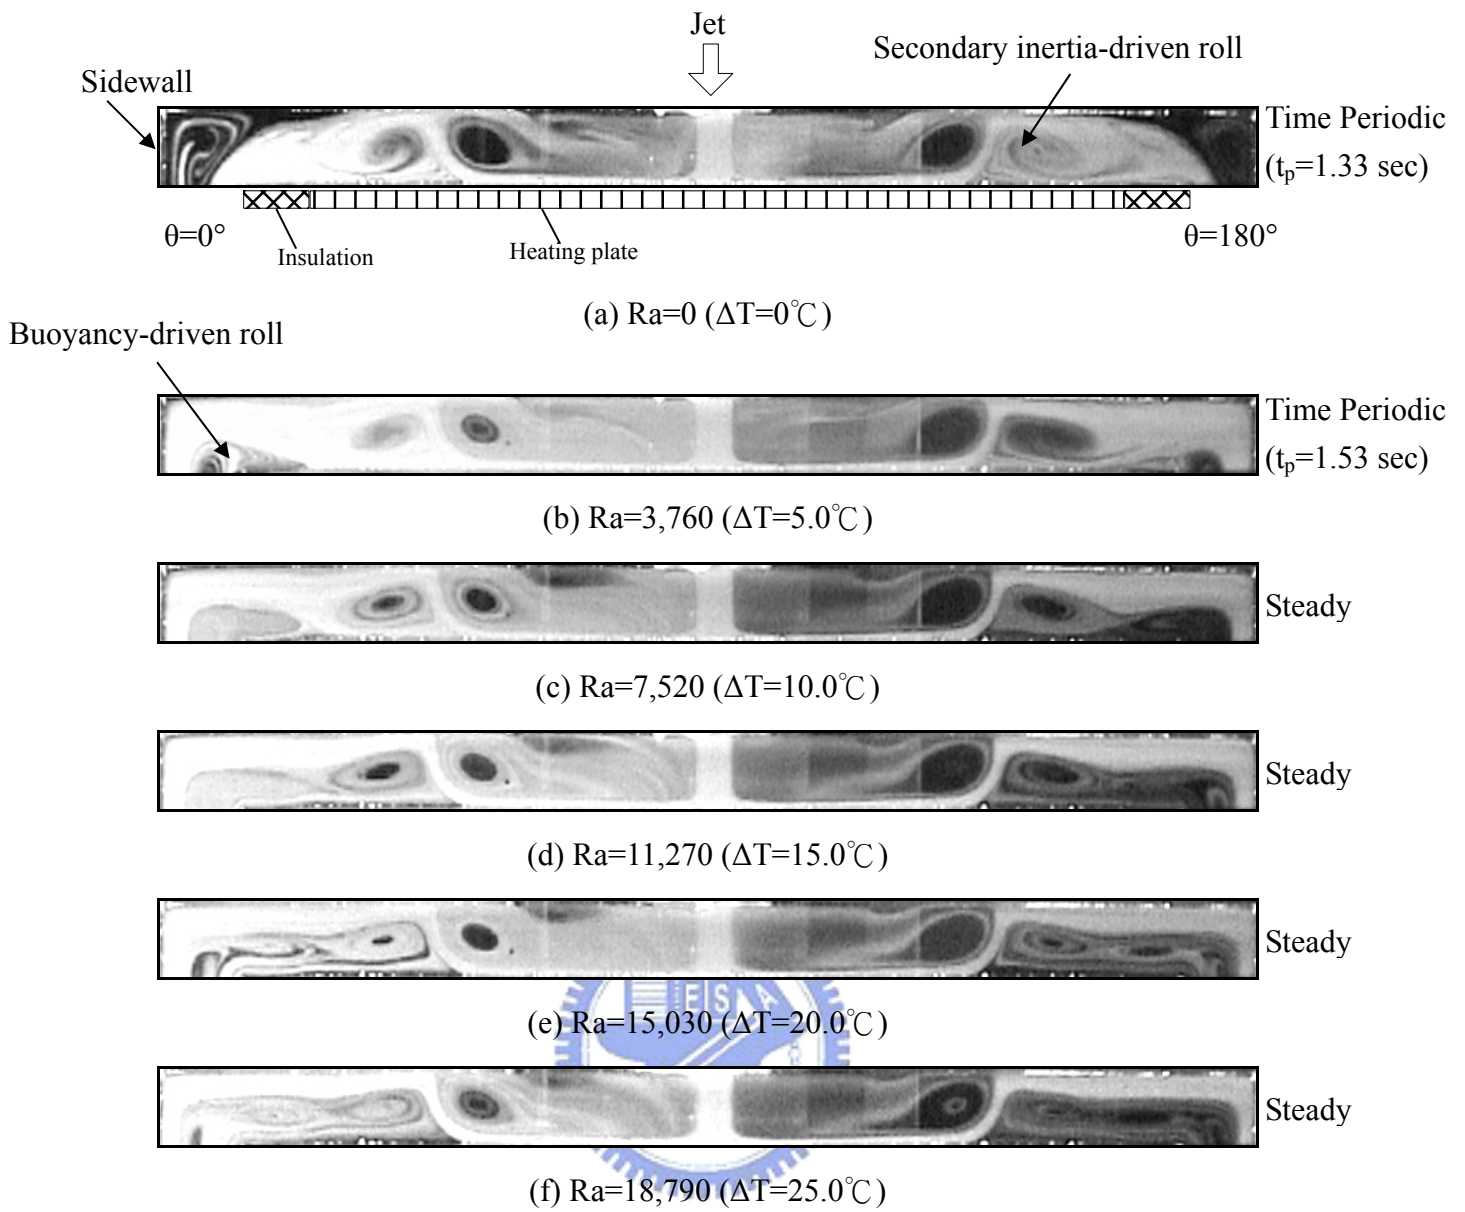 Jet
Secondary inertia-driven roll
Sidewall
Time Periodic
(tp=1.33 sec)
θ=0°
θ=180°
Insulation
Heating plate
(a) Ra=0 (ΔT=0℃)
Buoyancy-driven roll
Time Periodic
(tp=1.53 sec)
(b) Ra=3,760 (ΔT=5.0℃)
Steady
(c) Ra=7,520 (ΔT=10.0℃)
Steady
(d) Ra=11,270 (ΔT=15.0℃)
Steady
ESA
(e) Ra=15,030 (ΔT=20.0℃)
Steady
(f) Ra=18,790 (ΔT=25.0℃)